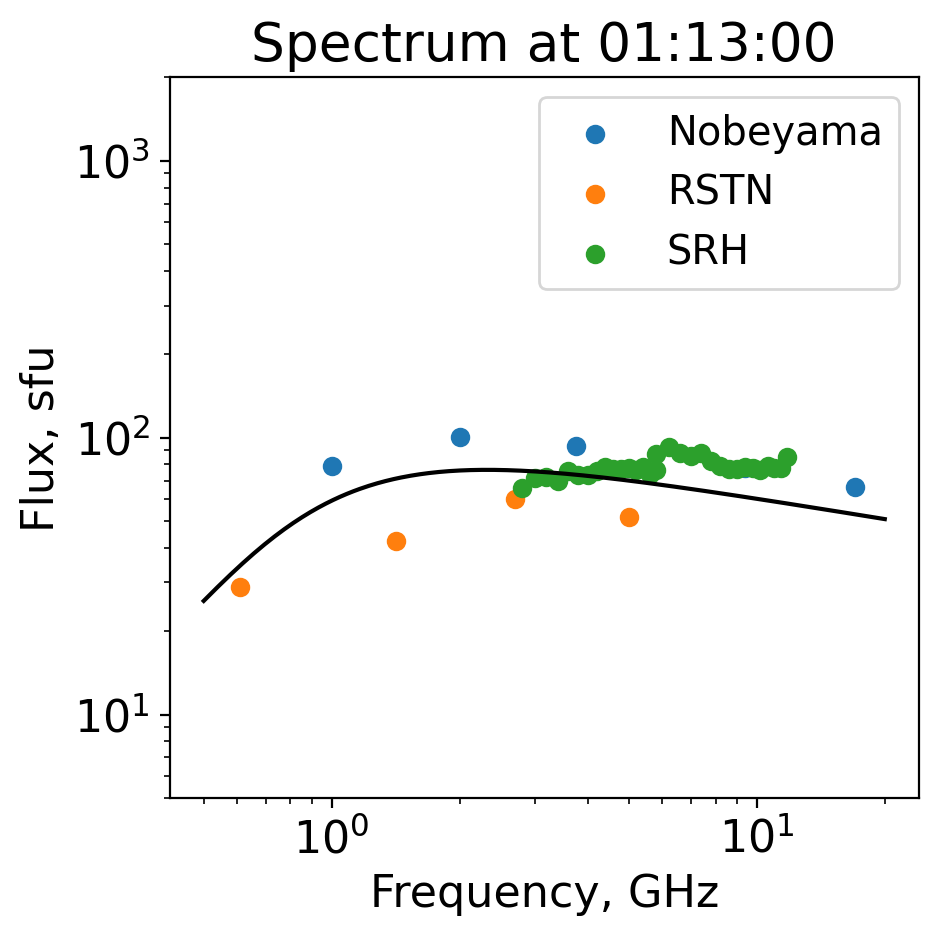 Spectrum at 01:13:00
Nobeyama
RSTN
SRH
10³
10²
10¹
Flux, sfu
10⁰
10¹
Frequency, GHz